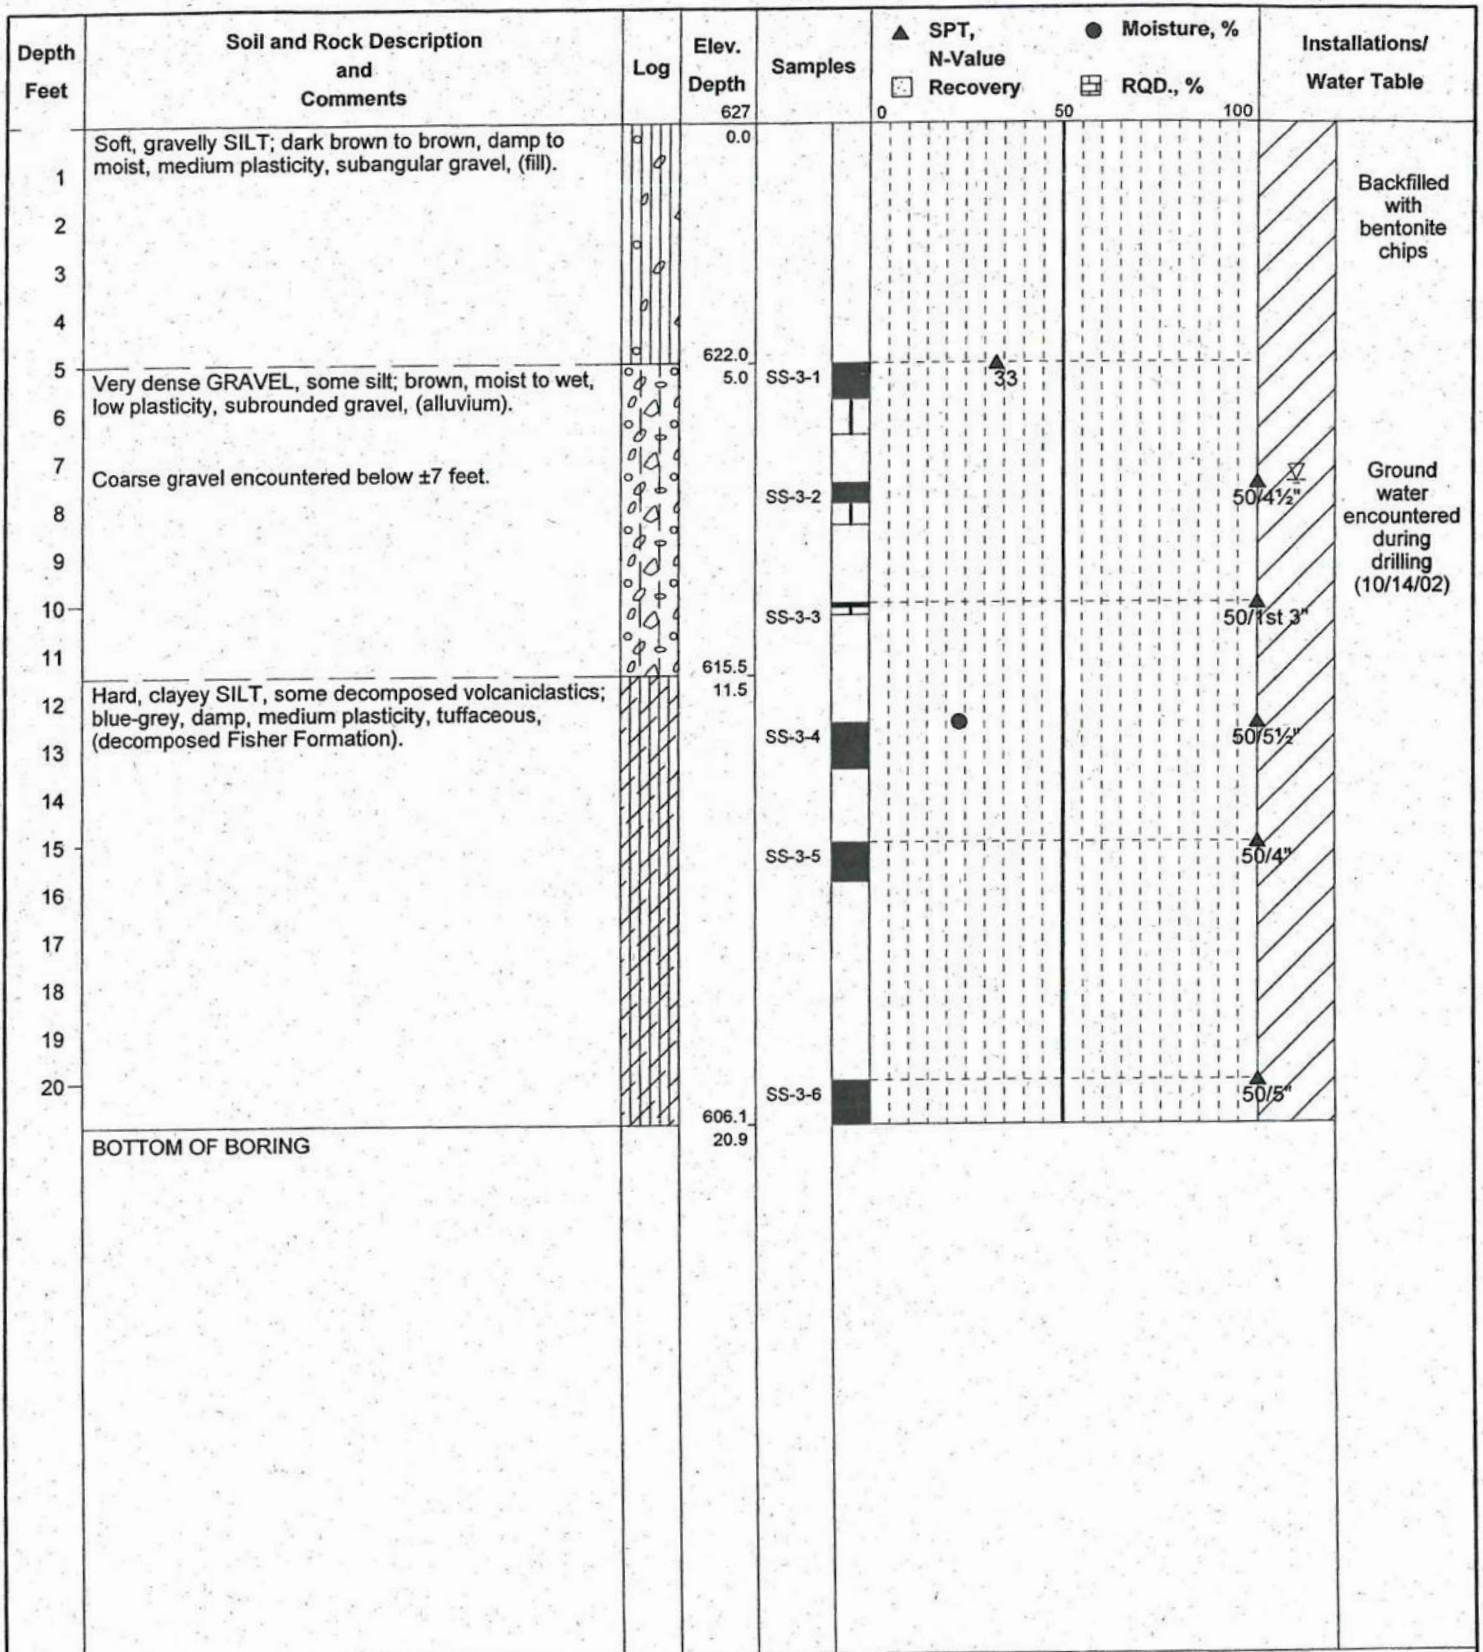 Depth
Feet
Soil and Rock Description
and
Comments
Log
Elev.
Depth
627
Samples
SPT,
N-Value
Moisture, %
Recovery
RQD., %
0 50 100
Installations/
Water Table
0.0
Soft, gravelly SILT; dark brown to brown, damp to
moist, medium plasticity, subangular gravel, (fill).
1
2
3
4
Backfilled
with
bentonite
chips
622.0
5
5.0
SS-3-1
33
Very dense GRAVEL, some silt; brown, moist to wet,
low plasticity, subrounded gravel, (alluvium).
6
7
Coarse gravel encountered below ±7 feet.
SS-3-2
50/4½"
Ground
water
encountered
during
drilling
(10/14/02)
8
9
10
SS-3-3
50/1st 3"
11
615.5
11.5
Hard, clayey SILT, some decomposed volcaniclastics;
blue-grey, damp, medium plasticity, tuffaceous,
(decomposed Fisher Formation).
12
SS-3-4
50/5½"
13
14
15
SS-3-5
50/4"
16
17
18
19
20
SS-3-6
50/5"
606.1
20.9
BOTTOM OF BORING